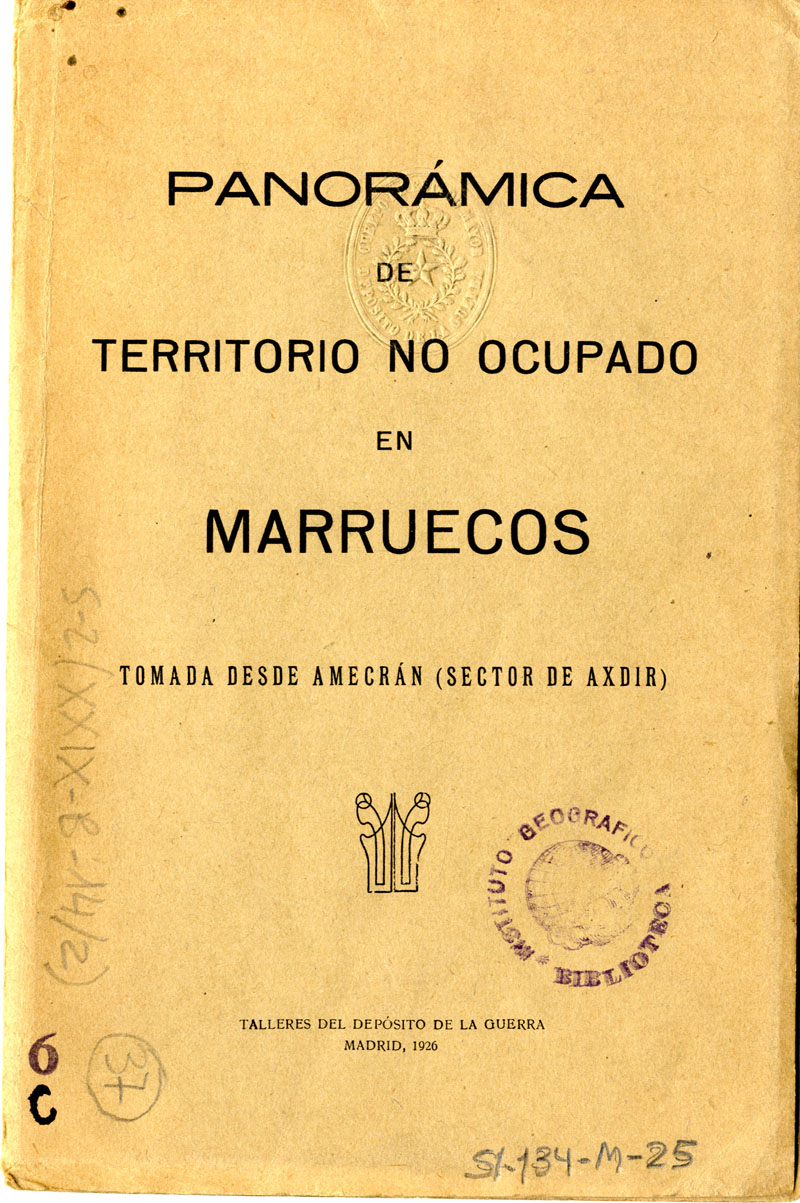 PANORÁMICA
DE
TERRITORIO NO OCUPADO
EN
MARRUECOS
TOMADA DESDE AMECRÁN (SECTOR DE AXDIR)
INSTITUTO GEOGRAFICO
* BIBLIOTECA
TALLERES DEL DEPÓSITO DE LA GUERRA
MADRID, 1926
6
C
37
S1-134-M-25